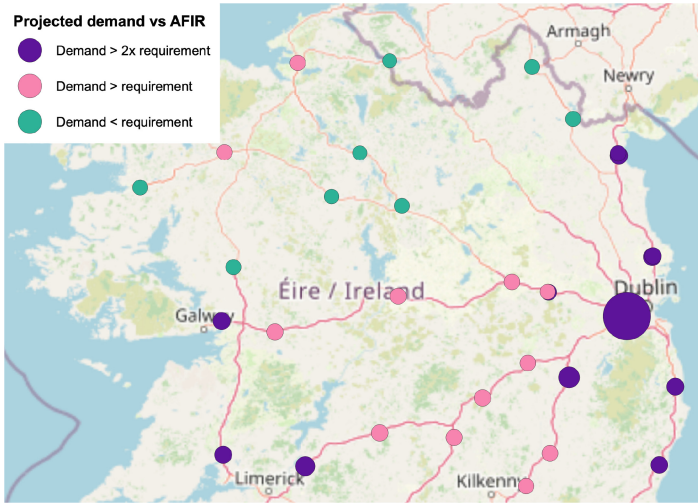 Projected demand vs AFIR
Demand > 2x requirement
Demand > requirement
Demand < requirement
Armagh
Newry
Dublin
Éire / Ireland
Galway
Limerick
Kilkenny